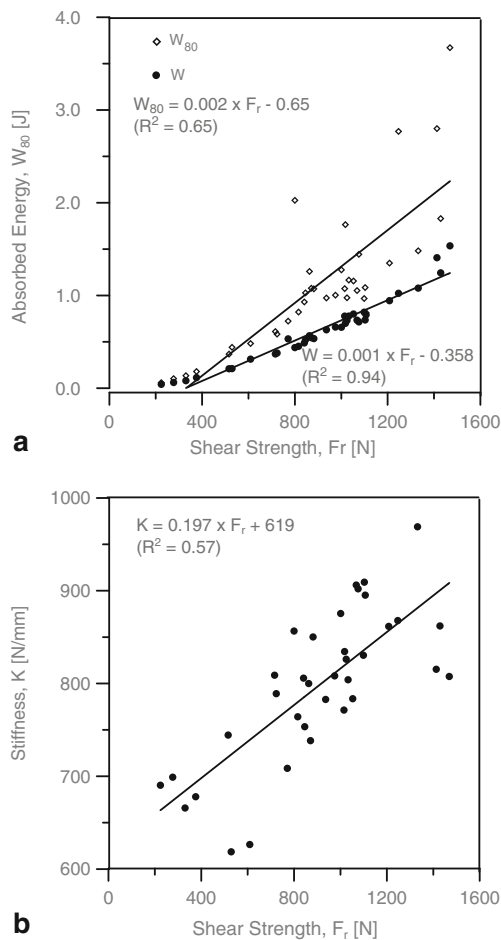 4.0
W80
W
W80 = 0.002 x Fr - 0.65
(R2 = 0.65)
3.0
2.0
1.0
0.0
Absorbed Energy, W80 [J]
W = 0.001 x Fr - 0.358
(R2 = 0.94)
0 400 800 1200 1600
Shear Strength, Fr [N]
a
1000
K = 0.197 x Fr + 619
(R2 = 0.57)
900
800
700
600
Stiffness, K [N/mm]
0 400 800 1200 1600
Shear Strength, Fr [N]
b